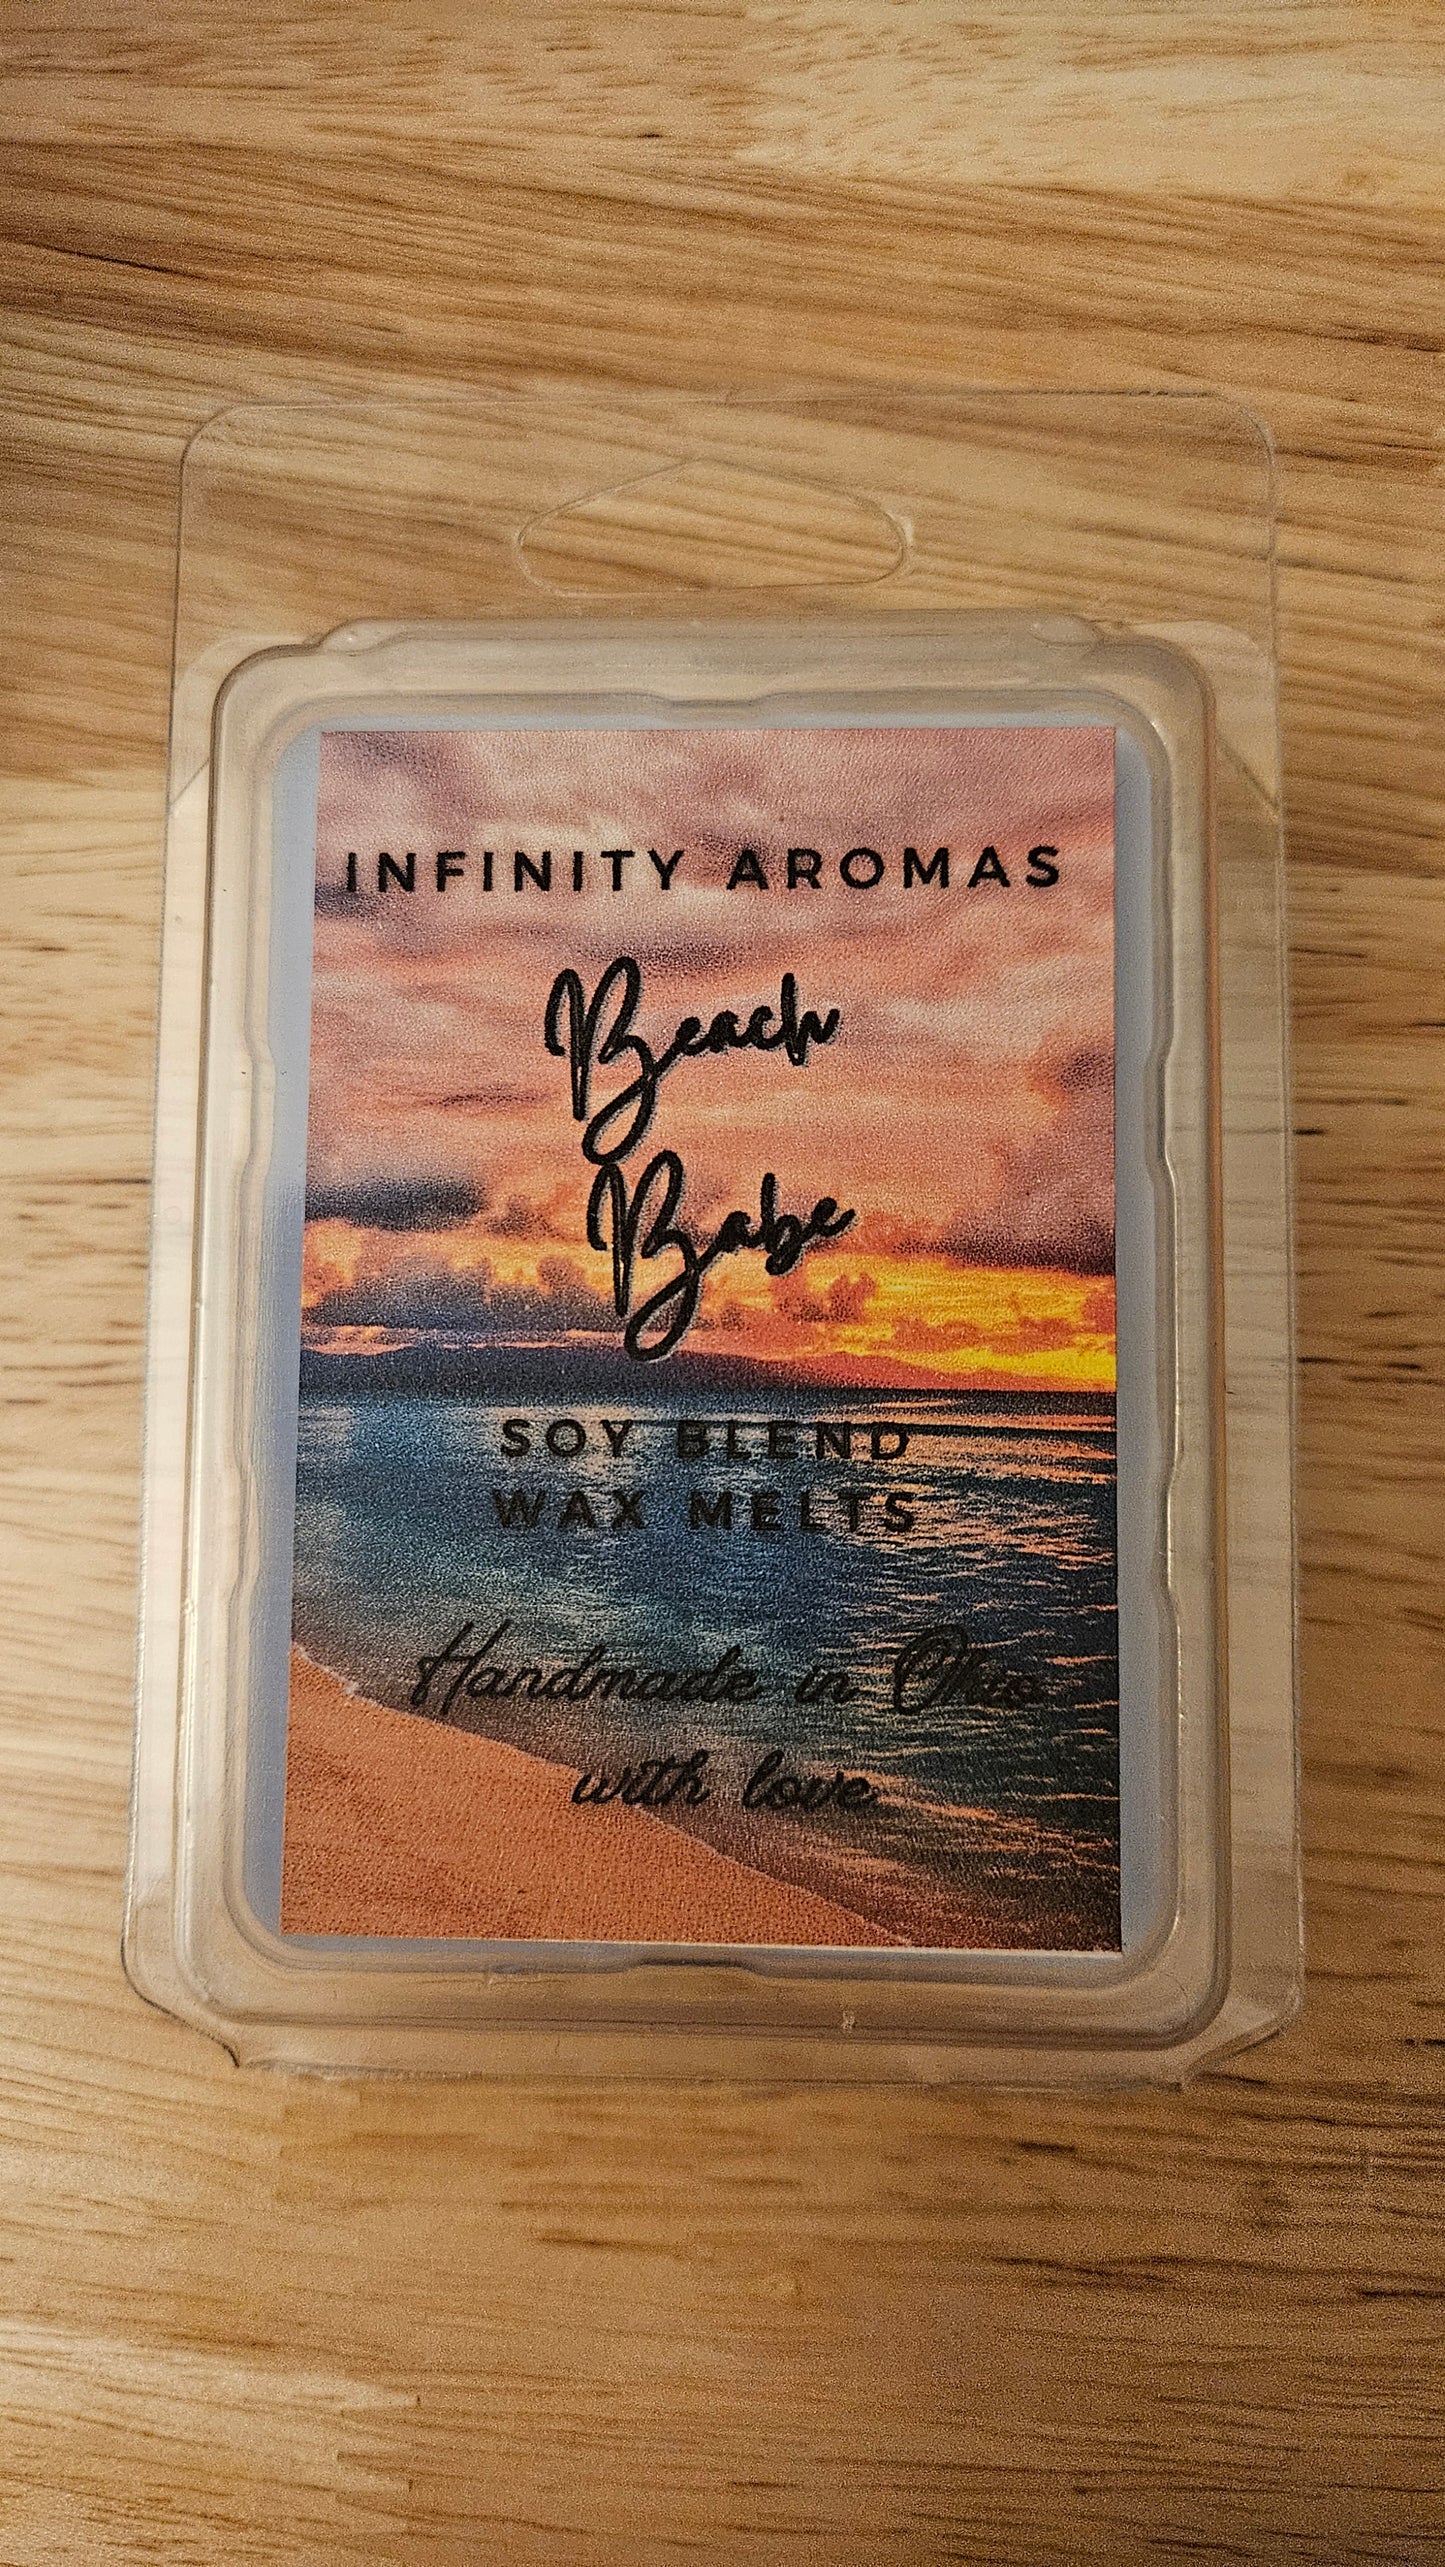 INFINITY AROMAS
Beach
Babe
SOY BLEND
WAX MELTS
Handmade in Ohio
with love